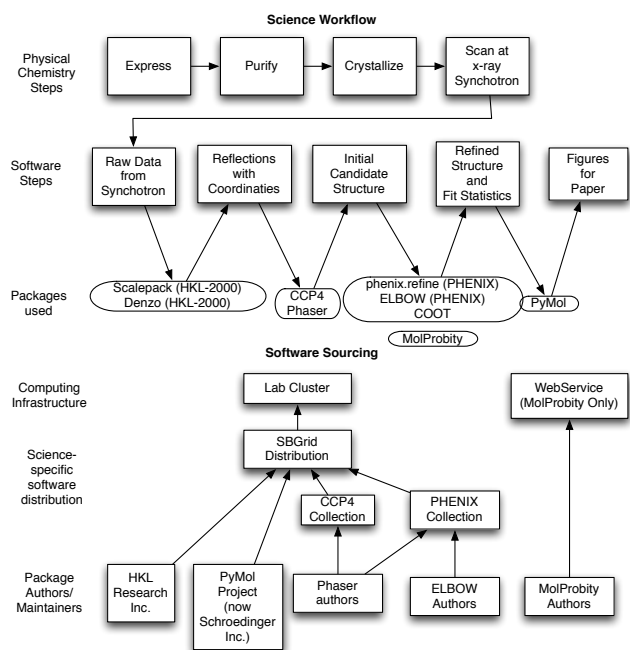 Science Workflow
Physical
Chemistry
Steps
Express
Purify
Crystallize
Scan at
x-ray
Synchotron
Software
Steps
Raw Data
from
Synchotron
Reflections
with
Coordinaties
Initial
Candidate
Structure
Refined
Structure
and
Fit Statistics
Figures
for
Paper
Packages
used
Scalepack (HKL-2000)
Denzo (HKL-2000)
CCP4
Phaser
phenix.refine (PHENIX)
ELBOW (PHENIX)
COOT
PyMol
MolProbity
Software Sourcing
Computing
Infrastructure
Lab Cluster
WebService
(MolProbity Only)
Science-
specific
software
distribution
SBGrid
Distribution
CCP4
Collection
PHENIX
Collection
Package
Authors/
Maintainers
HKL
Research
Inc.
PyMol
Project
(now
Schroedinger
Inc.)
Phaser
authors
ELBOW
Authors
MolProbity
Authors